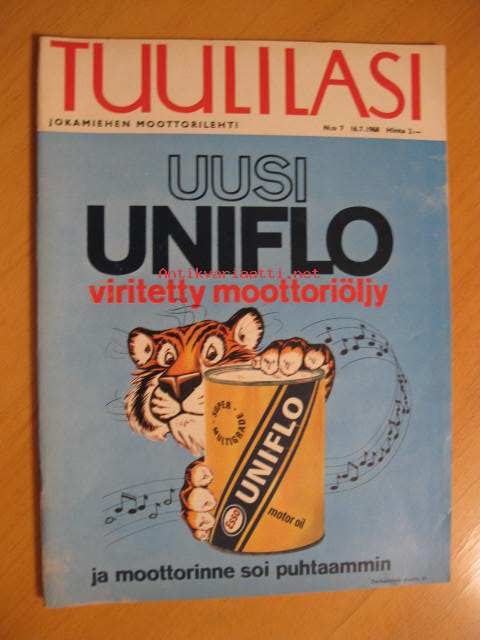 TUULILASI
JOKAMIEHEN MOOTTORILEHTI N:o 7 16.7.1968 Hinta 2:—
UUSI
UNIFLO
Antikvariaatti.net
viritetty moottoriöljy
SUPER MULTIGRADE
UNIFLO
Esso
motor oil
ja moottorinne soi puhtaammin